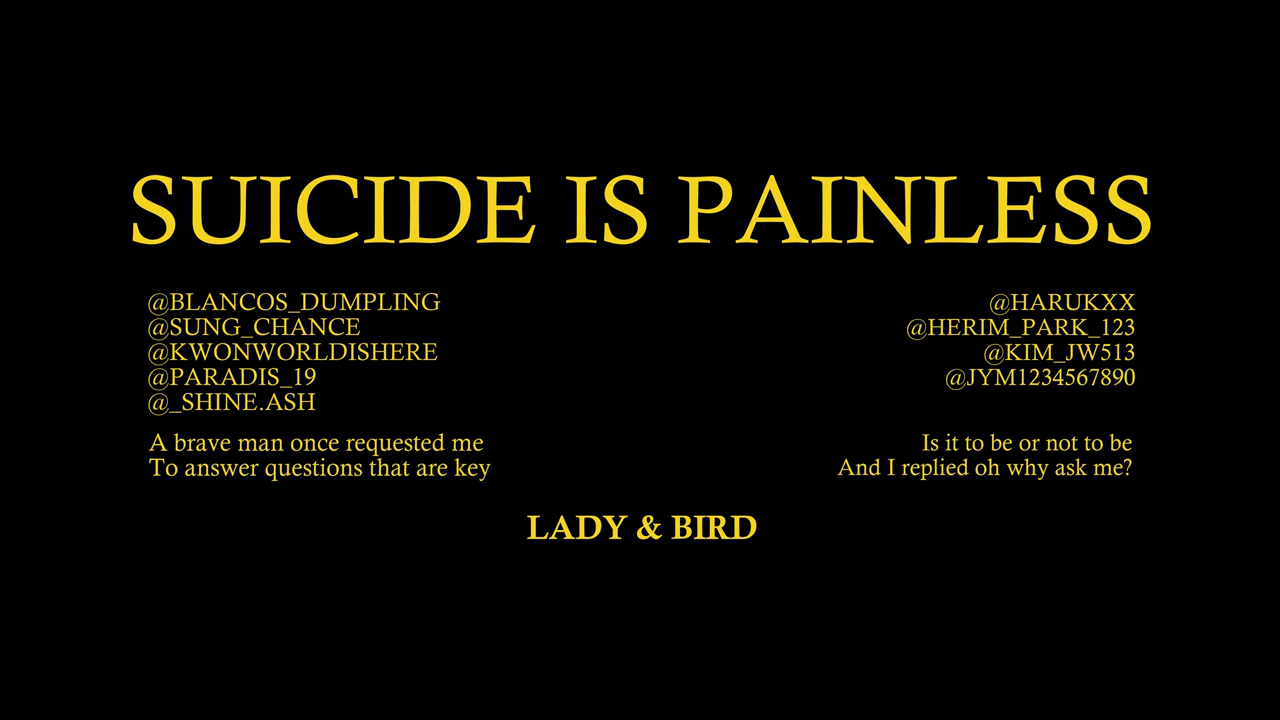 SUICIDE IS PAINLESS
@BLANCOS_DUMPLING
@SUNG_CHANCE
@KWONWORLDISHERE
@PARADIS_19
@_SHINE.ASH
@HARUKXX
@HERIM_PARK_123
@KIM_JW513
@JYM1234567890
A brave man once requested me
To answer questions that are key
Is it to be or not to be
And I replied oh why ask me?
LADY & BIRD